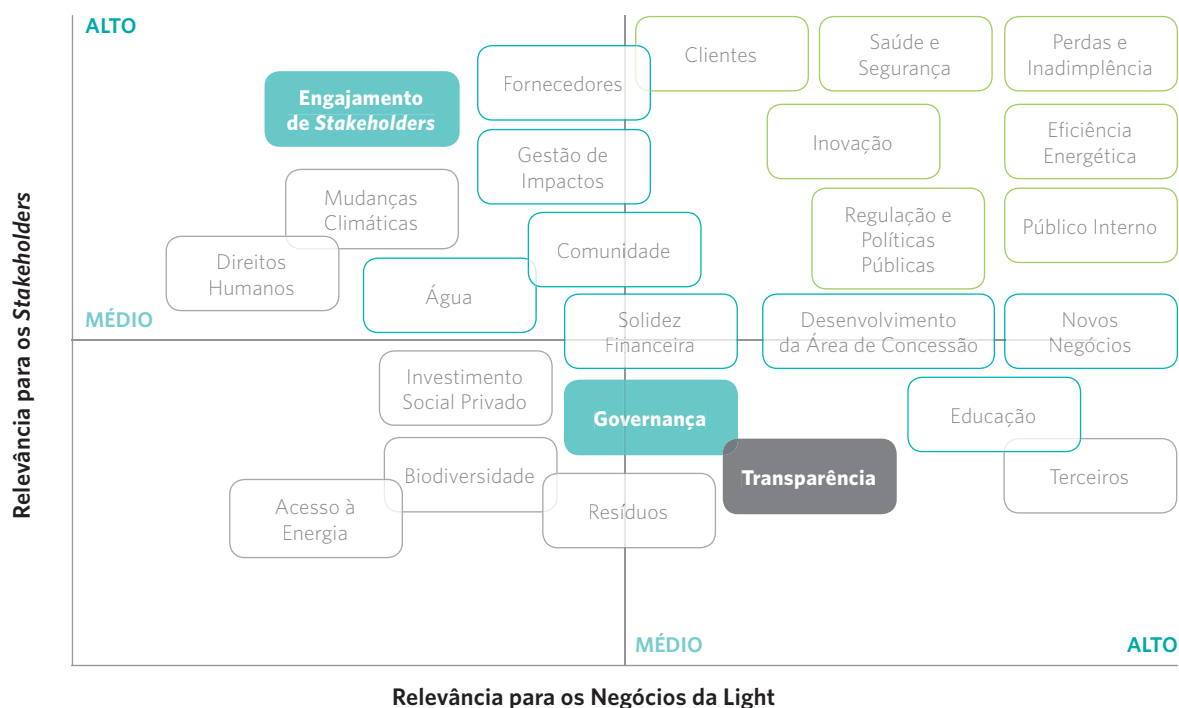 ALTO
Clientes
Saúde e
Segurança
Perdas e
Inadimplência
Fornecedores
Engajamento
de Stakeholders
Inovação
Eficiência
Energética
Gestão de
Impactos
Mudanças
Climáticas
Regulação e
Políticas
Públicas
Público Interno
Comunidade
Direitos
Humanos
Água
MÉDIO
Solidez
Financeira
Desenvolvimento
da Área de Concessão
Novos
Negócios
Investimento
Social Privado
Governança
Educação
Biodiversidade
Transparência
Terceiros
Acesso à
Energia
Resíduos
MÉDIO
ALTO
Relevância para os Stakeholders
Relevância para os Negócios da Light